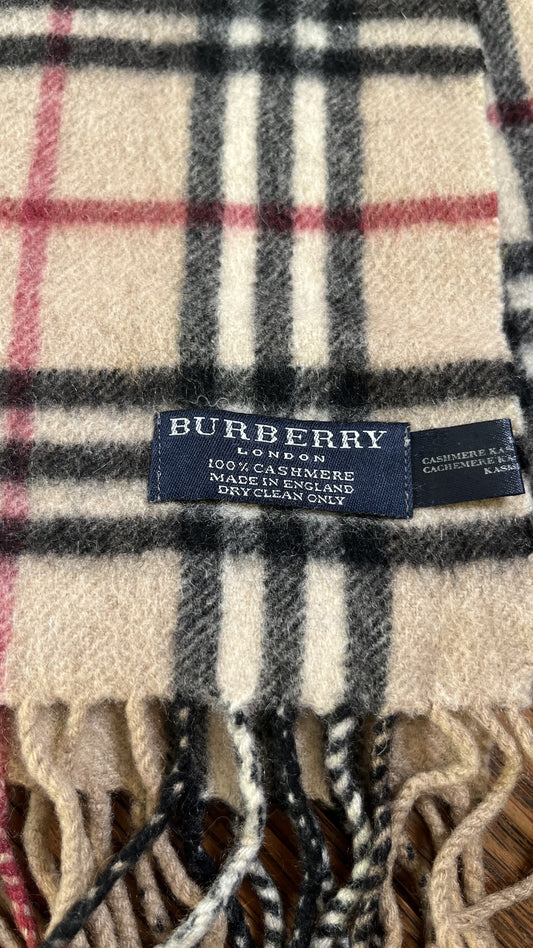 BURBERRY
LONDON
100% CASHMERE
MADE IN ENGLAND
DRY CLEAN ONLY
CASHMERE
CACHEMERE